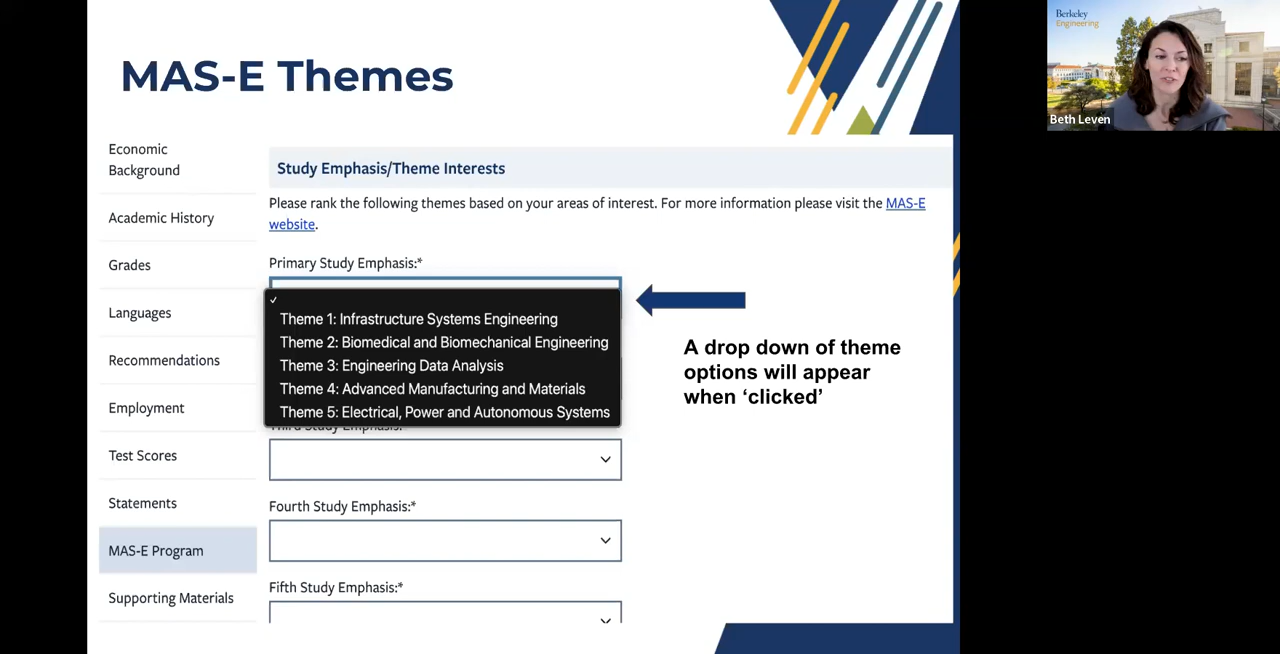 MAS-E Themes
Economic
Background
Academic History
Grades
Languages
Recommendations
Employment
Test Scores
Statements
MAS-E Program
Supporting Materials
Study Emphasis/Theme Interests
Please rank the following themes based on your areas of interest. For more information please visit the MAS-E
website.
Primary Study Emphasis:*
✓
Theme 1: Infrastructure Systems Engineering
Theme 2: Biomedical and Biomechanical Engineering
Theme 3: Engineering Data Analysis
Theme 4: Advanced Manufacturing and Materials
Theme 5: Electrical, Power and Autonomous Systems
Third Study Emphasis:
Fourth Study Emphasis:*
Fifth Study Emphasis:*
A drop down of theme
options will appear
when ‘clicked’
Berkeley
Engineering
Beth Leven